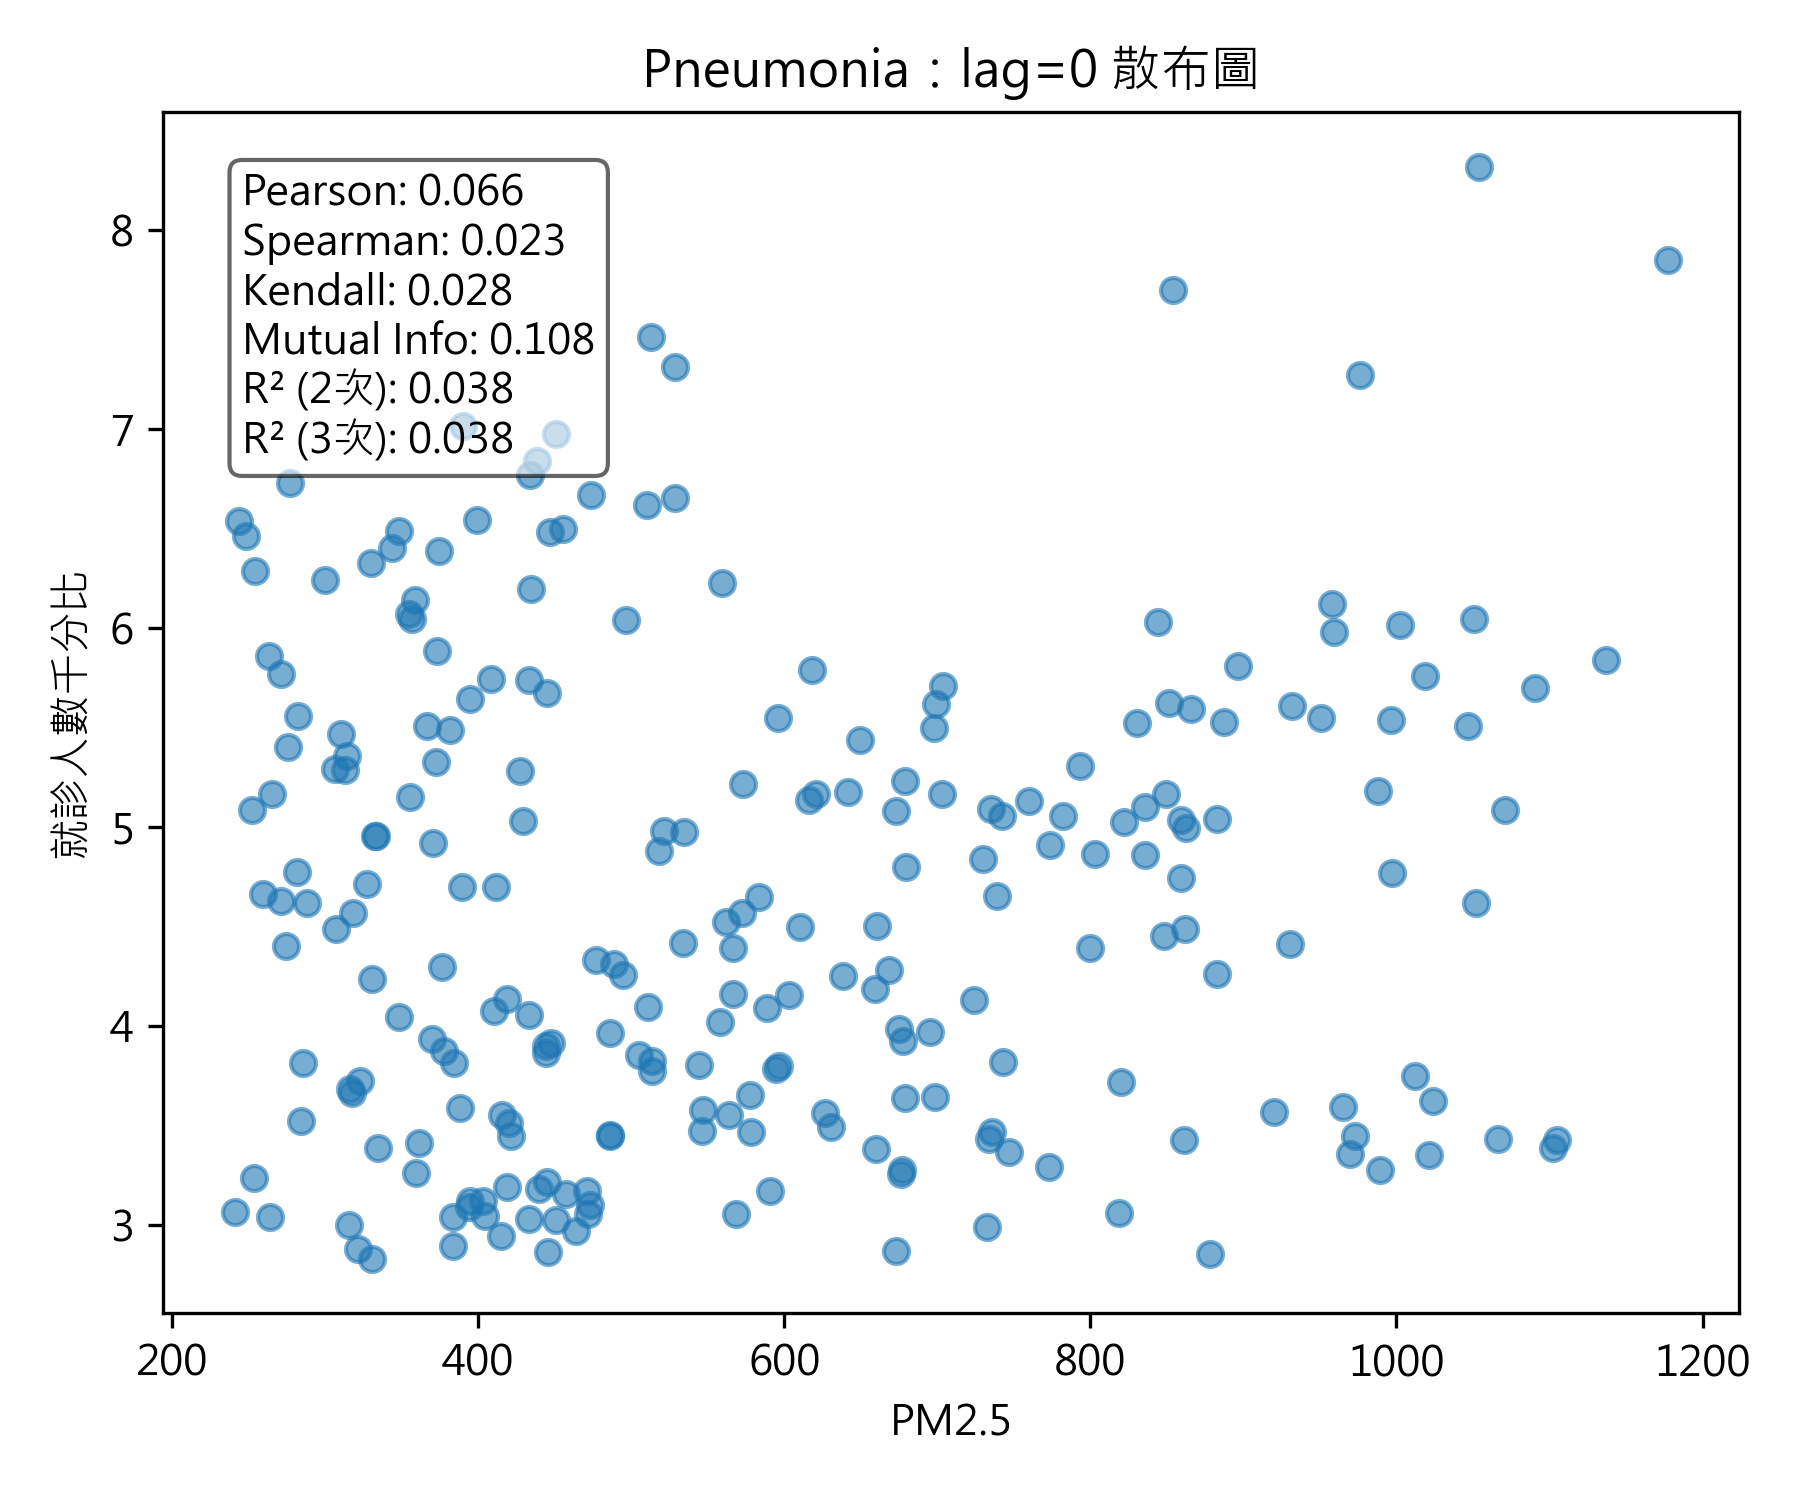 Pneumonia：lag=0 散布圖
Pearson: 0.066
Spearman: 0.023
Kendall: 0.028
Mutual Info: 0.108
R² (2次): 0.038
R² (3次): 0.038
就診人數千分比
8
7
6
5
4
3
200 400 600 800 1000 1200
PM2.5